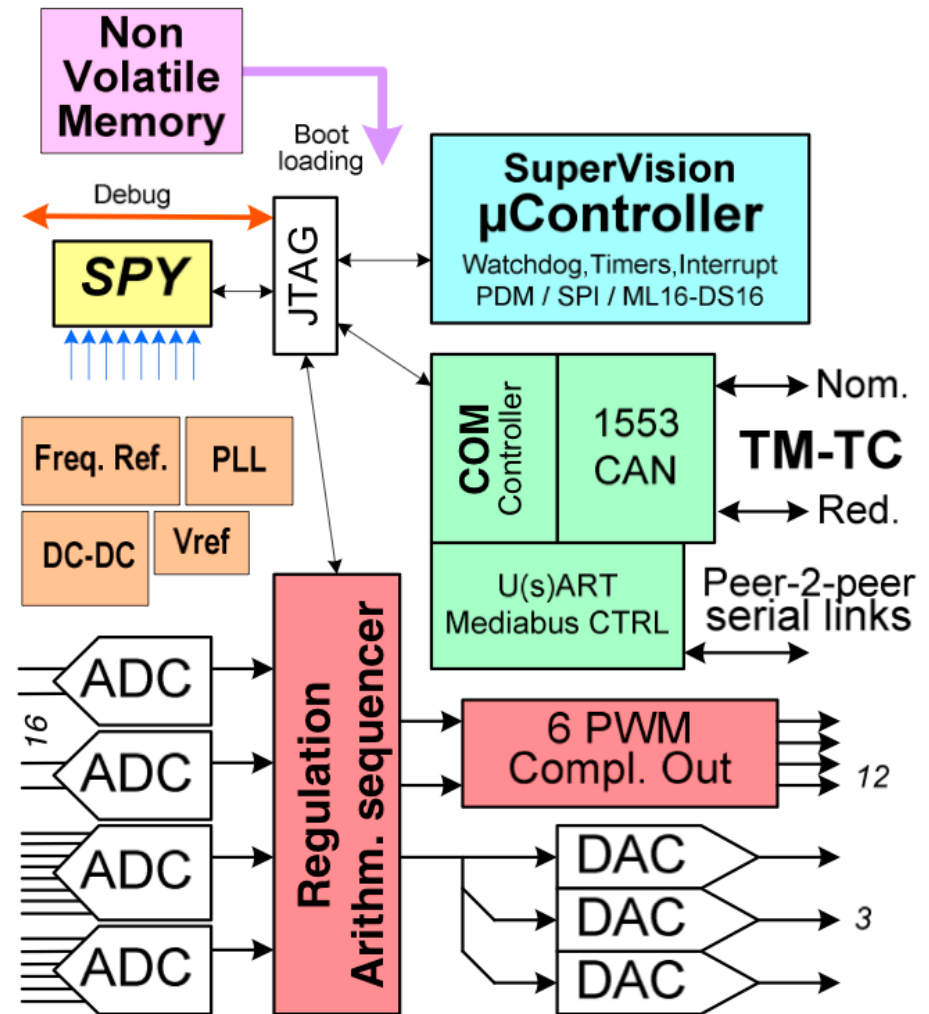 Non
Volatile
Memory
Boot
loading
Debug
SPY
JTAG
SuperVision
µController
Watchdog,Timers,Interrupt
PDM / SPI / ML16-DS16
COM
Controller
1553
CAN
Nom.
TM-TC
Red.
U(s)ART
Mediabus CTRL
Peer-2-peer
serial links
Freq. Ref.
PLL
DC-DC
Vref
ADC
16
ADC
ADC
ADC
Regulation
Arithm. sequencer
6 PWM
Compl. Out
12
DAC
DAC
3
DAC